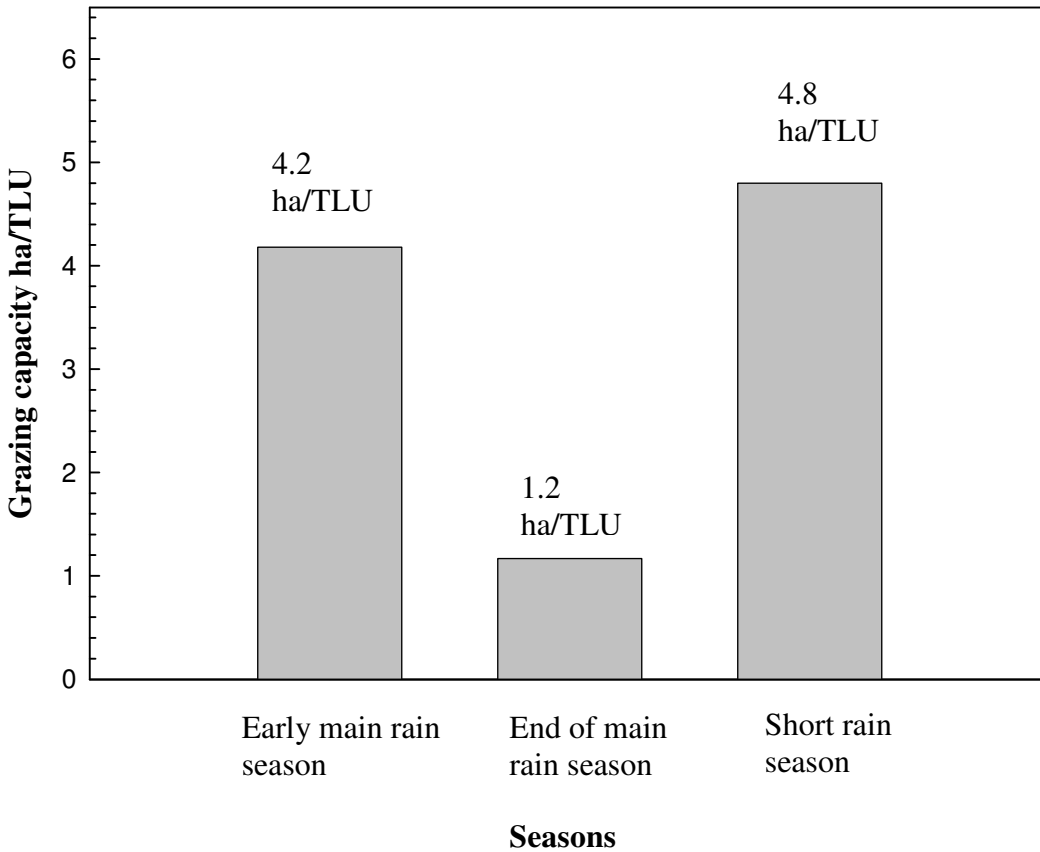 Grazing capacity ha/TLU
6
5
4
3
2
1
0
4.2
ha/TLU
1.2
ha/TLU
4.8
ha/TLU
Early main rain
season
End of main
rain season
Short rain
season
Seasons